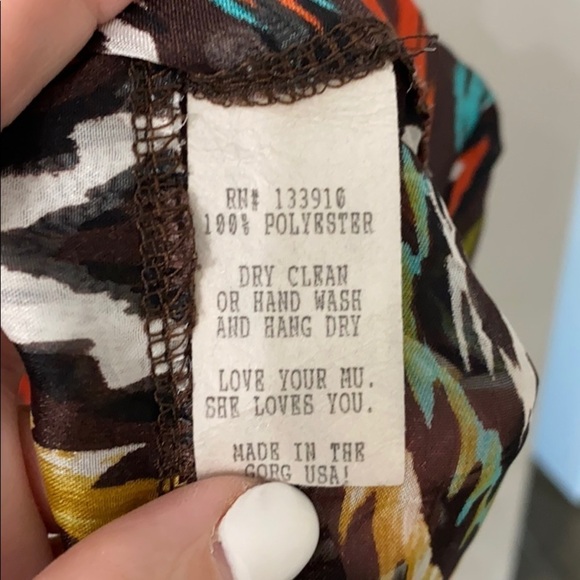 RN# 133910
100% POLYESTER
DRY CLEAN
OR HAND WASH
AND HANG DRY
LOVE YOUR MU.
SHE LOVES YOU.
MADE IN THE
GORG USA!